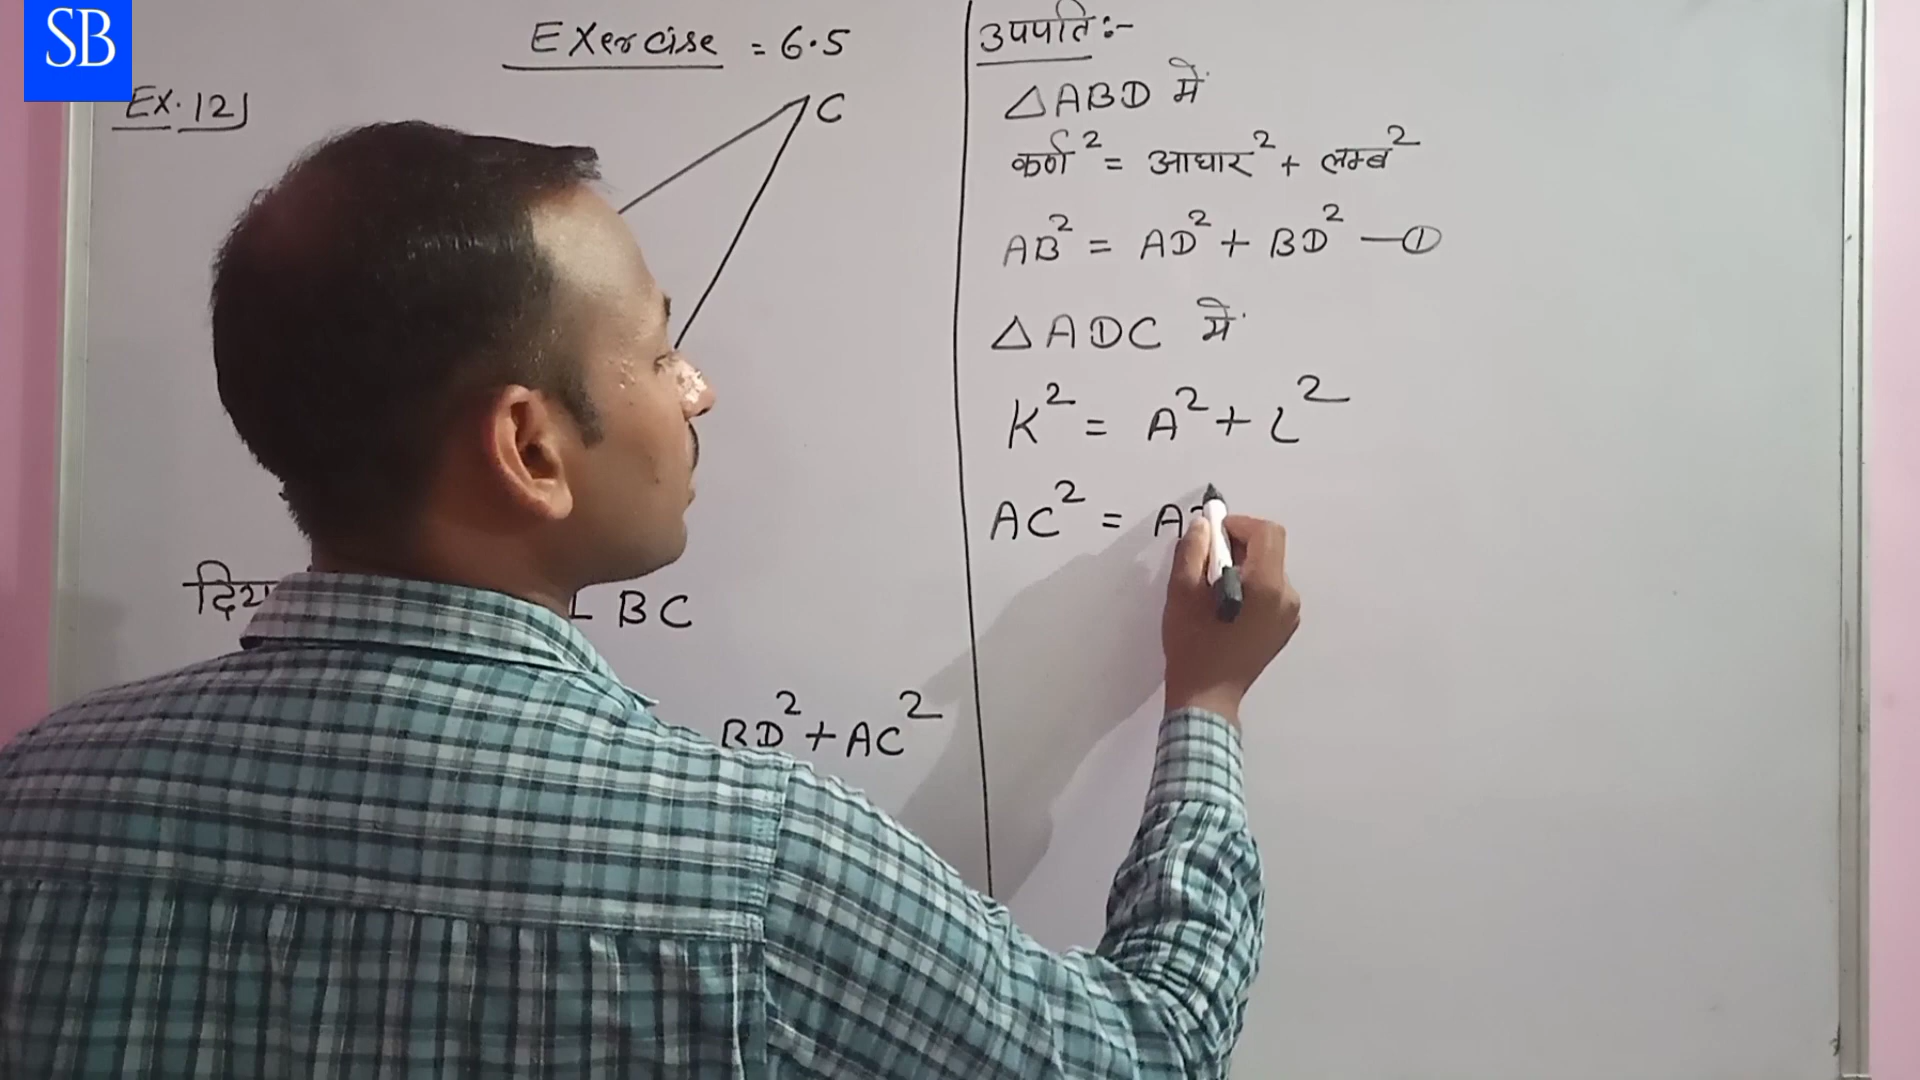 SB
Exercise = 6.5
Ex. 12]
C
BC
BD² + AC²
उपपति :-
△ABD में
कर्ण² = आधार² + लम्ब²
AB² = AD² + BD² — ①
△ADC में
K² = A² + L²
AC² =